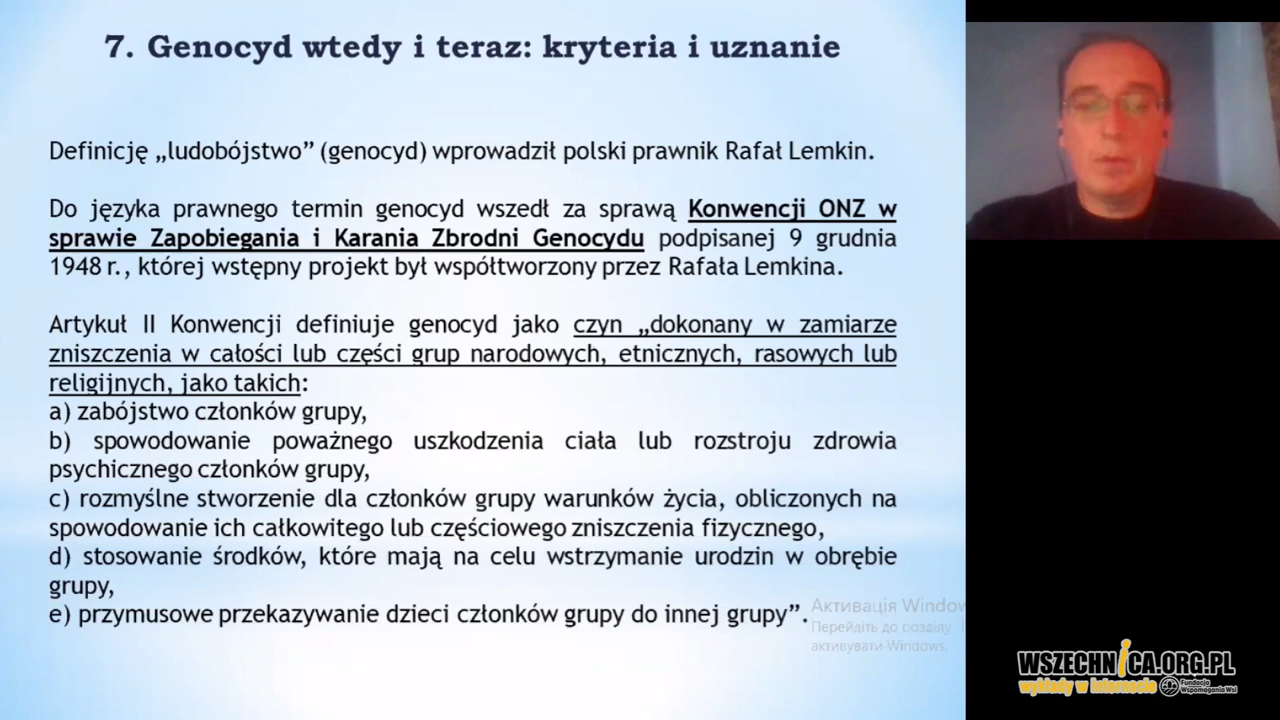 7. Genocyd wtedy i teraz: kryteria i uznanie
Definicję „ludobójstwo” (genocyd) wprowadził polski prawnik Rafał Lemkin.
Do języka prawnego termin genocyd wszedł za sprawą Konwencji ONZ w
sprawie Zapobiegania i Karania Zbrodni Genocydu podpisanej 9 grudnia
1948 r., której wstępny projekt był współtworzony przez Rafała Lemkina.
Artykuł II Konwencji definiuje genocyd jako czyn „dokonany w zamiarze
zniszczenia w całości lub części grup narodowych, etnicznych, rasowych lub
religijnych, jako takich:
a) zabójstwo członków grupy,
b) spowodowanie poważnego uszkodzenia ciała lub rozstroju zdrowia
psychicznego członków grupy,
c) rozmyślne stworzenie dla członków grupy warunków życia, obliczonych na
spowodowanie ich całkowitego lub częściowego zniszczenia fizycznego,
d) stosowanie środków, które mają na celu wstrzymanie urodzin w obrębie
grupy,
e) przymusowe przekazywanie dzieci członków grupy do innej grupy”.
Активація Window
Перейдіть до розділу
активувати Windows.
WSZECHNICA.ORG.PL
wykłady w internecie
Fundacja
Wspomagania Wsi